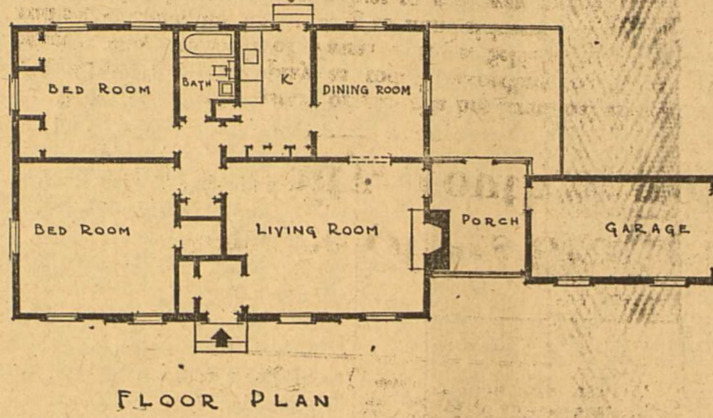 BED ROOM
BATH
K.
DINING ROOM
BED ROOM
LIVING ROOM
PORCH
GARAGE
FLOOR PLAN